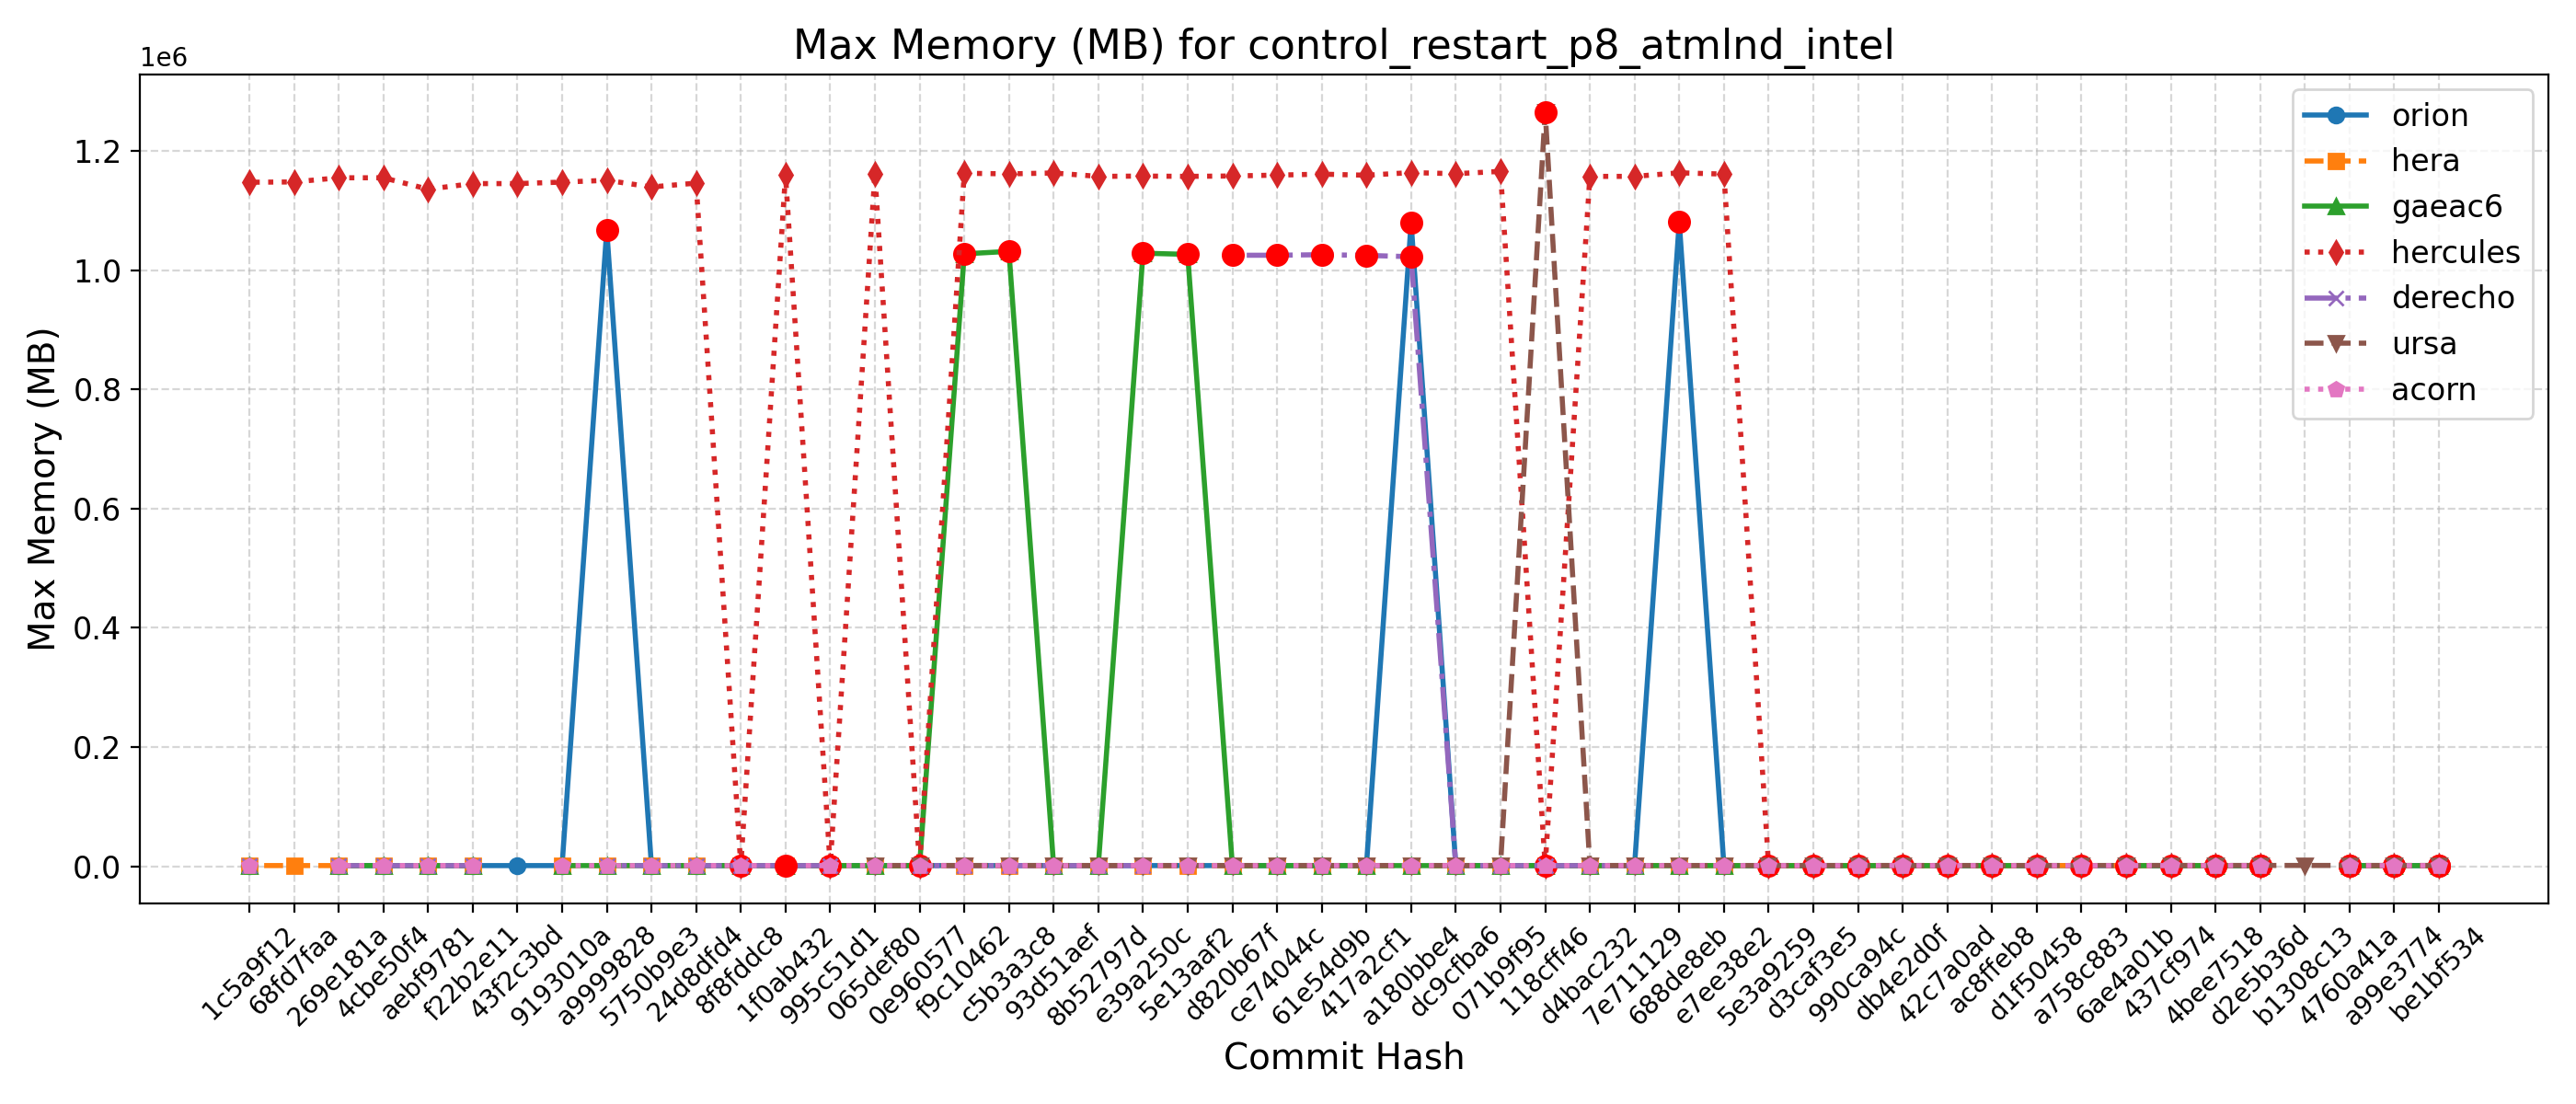 Max Memory (MB) for control_restart_p8_atmlnd_intel
1e6
1.2
1.0
0.8
0.6
0.4
0.2
0.0
Max Memory (MB)
orion
hera
gaeac6
hercules
derecho
ursa
acorn
1c5a9f12
68fd7faa
269e181a
4cbe50f4
aebf9781
f22b2e11
43f2c3bd
9193010a
a9999828
5750b9e3
24d8dfd4
8f8fddc8
1f0ab432
995c51d1
065def80
0e960577
f9c10462
c5b3a3c8
93d51aef
8b52797d
e39a250c
5e13aaf2
d820b67f
ce74044c
61e54d9b
417a2cf1
a180bbe4
dc9cfba6
071b9f95
118cff46
d4bac232
7e711129
688de8eb
e7ee38e2
5e3a9259
d3caf3e5
990ca94c
db4e2d0f
42c7a0ad
ac8ffeb8
d1f50458
a758c883
6ae4a01b
437cf974
4bee7518
d2e5b36d
b1308c13
4760a41a
a99e3774
be1bf534
Commit Hash